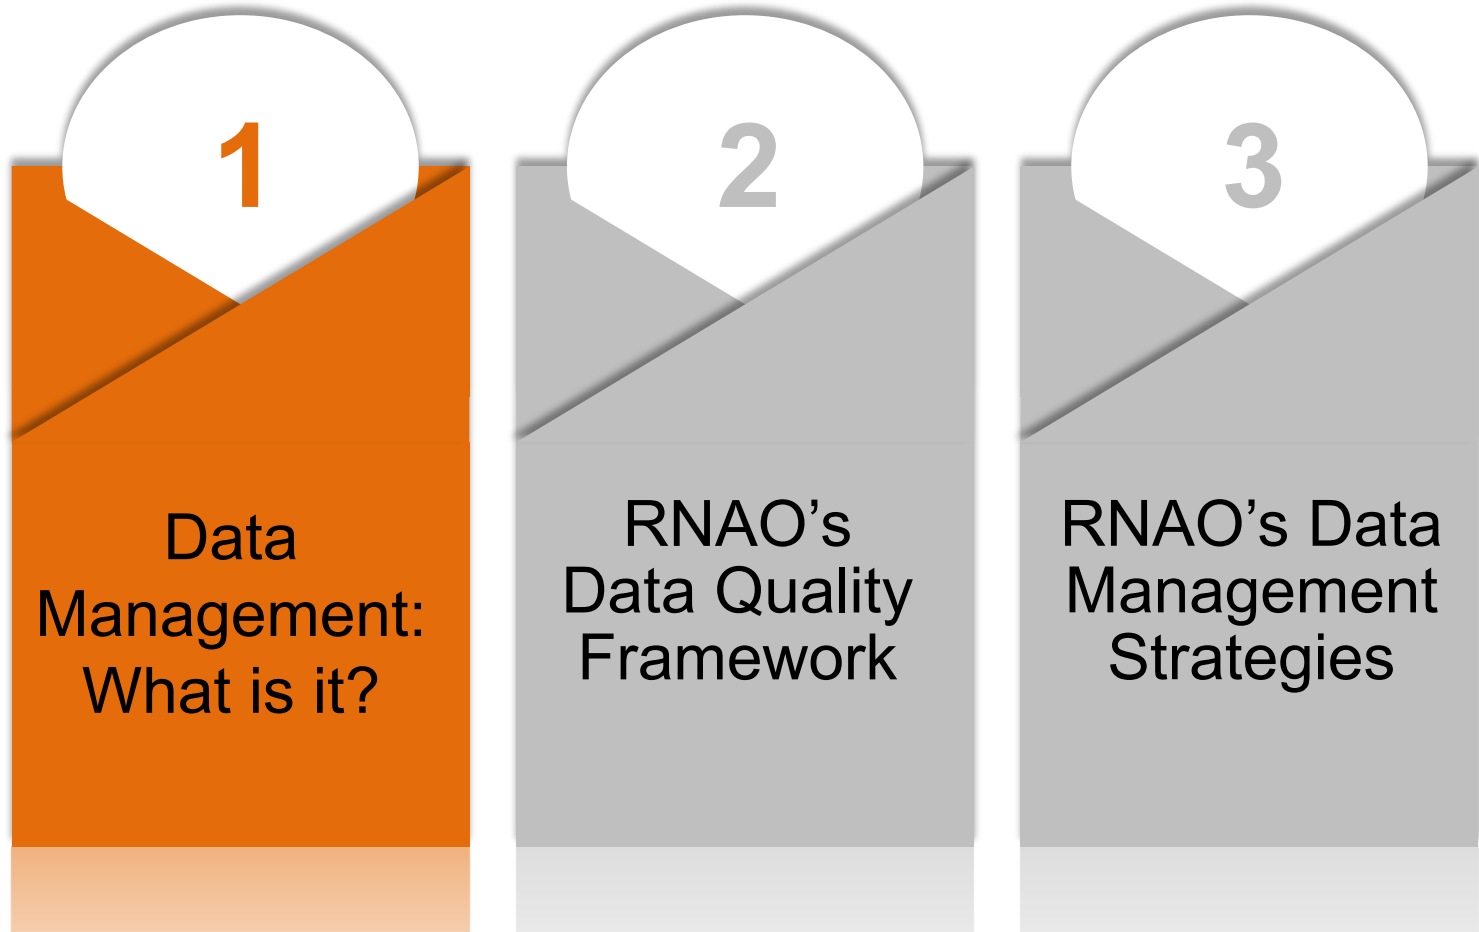 1
Data
Management:
What is it?
2
RNAO’s
Data Quality
Framework
3
RNAO’s Data
Management
Strategies